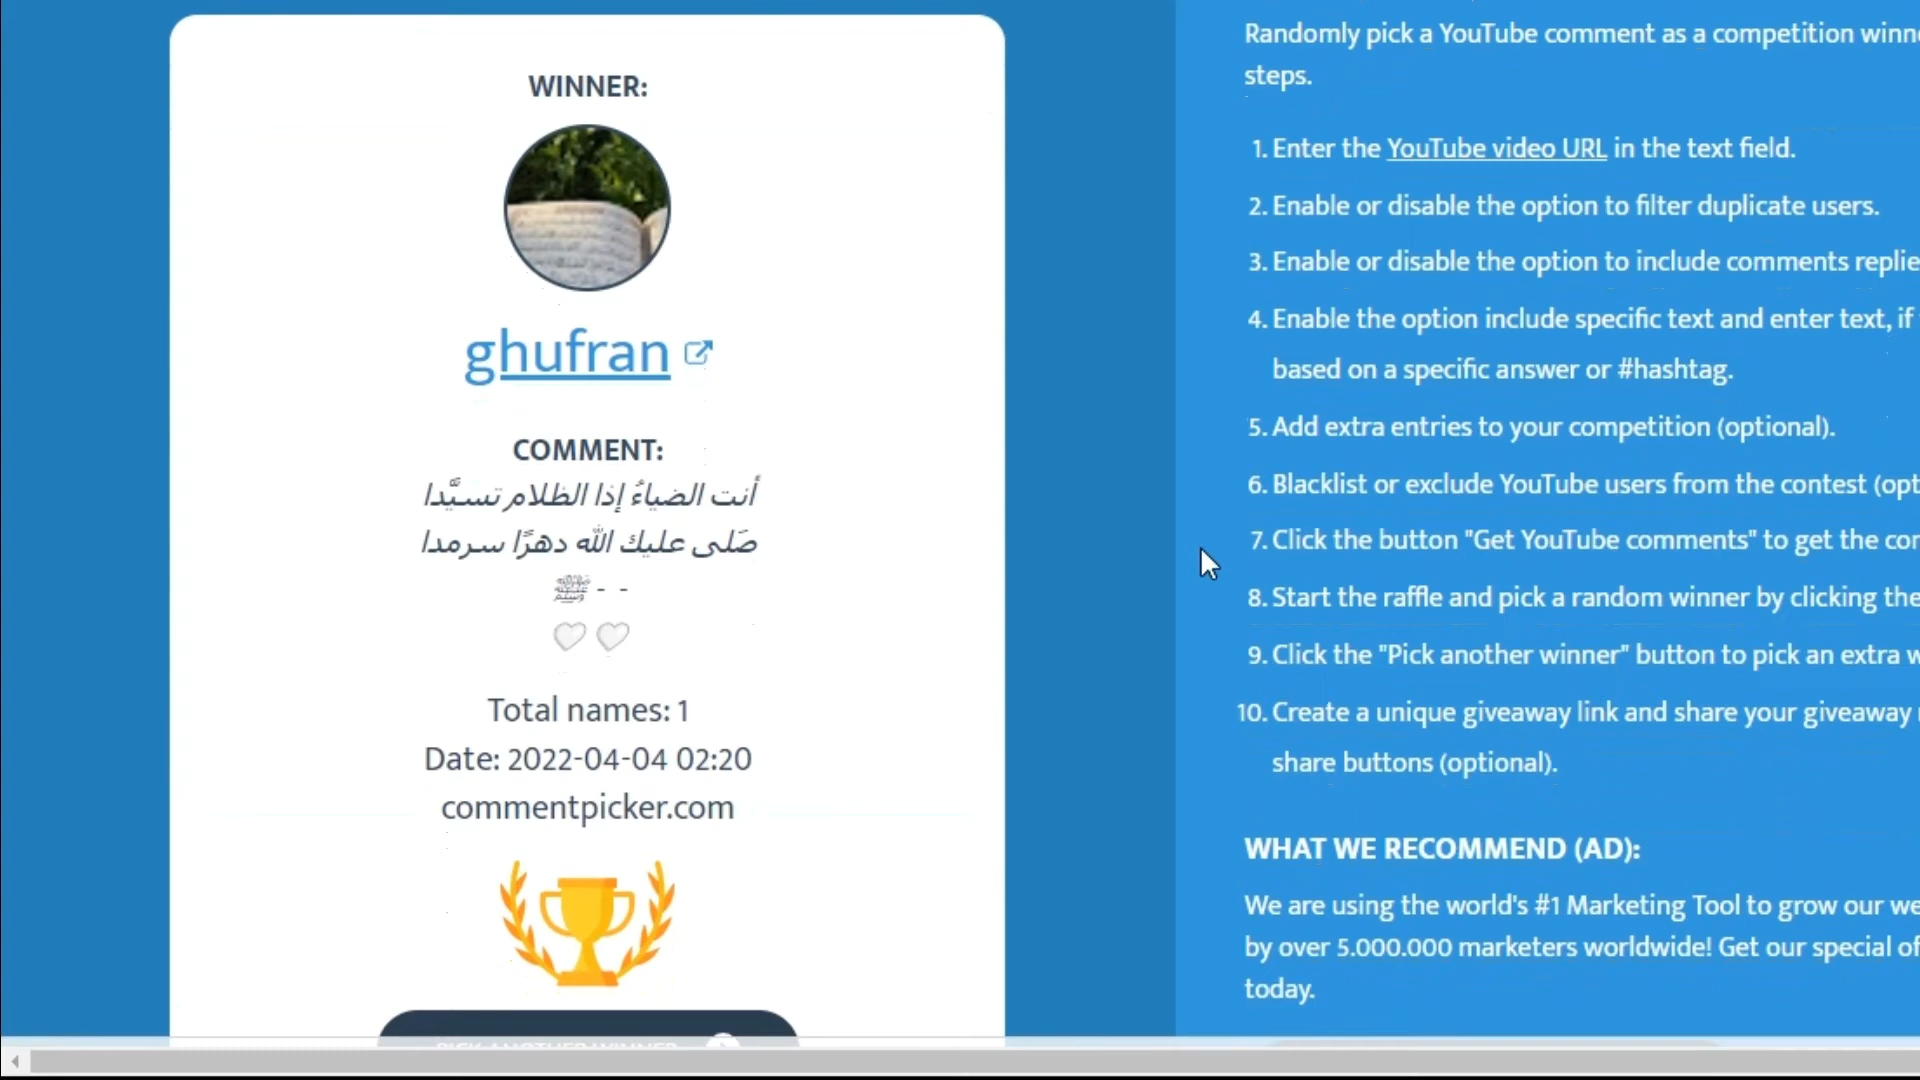 WINNER:
ghufran
COMMENT:
أنت الضياءُ إذا الظلام تسيَّدا
صَلى عليك الله دهرًا سرمدا
- - ﷺ
🤍 🤍
Total names: 1
Date: 2022-04-04 02:20
commentpicker.com
Randomly pick a YouTube comment as a competition
steps.
1. Enter the YouTube video URL in the text field.
2. Enable or disable the option to filter duplicate users.
3. Enable or disable the option to include comments
4. Enable the option include specific text and enter text, if
based on a specific answer or #hashtag.
5. Add extra entries to your competition (optional).
6. Blacklist or exclude YouTube users from the contest
7. Click the button "Get YouTube comments" to get the
8. Start the raffle and pick a random winner by clicking the
9. Click the "Pick another winner" button to pick an extra
10. Create a unique giveaway link and share your giveaway
share buttons (optional).
WHAT WE RECOMMEND (AD):
We are using the world's #1 Marketing Tool to grow our
by over 5.000.000 marketers worldwide! Get our special
today.